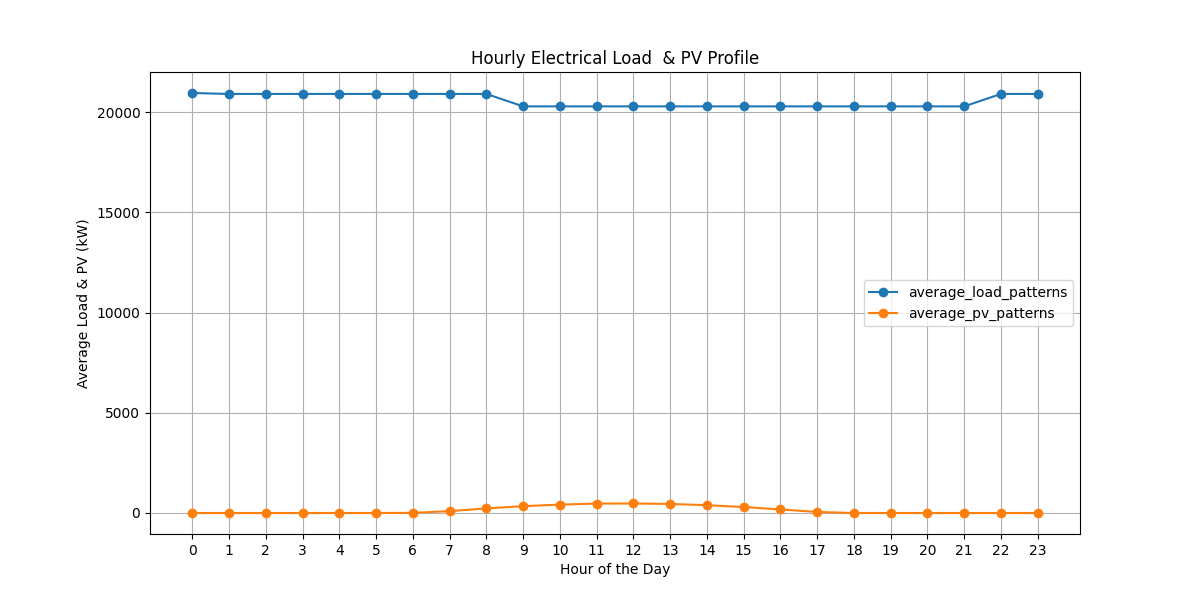 Hourly Electrical Load  & PV Profile
Average Load & PV (kW)
20000
15000
10000
5000
0
average_load_patterns
average_pv_patterns
0 1 2 3 4 5 6 7 8 9 10 11 12 13 14 15 16 17 18 19 20 21 22 23
Hour of the Day